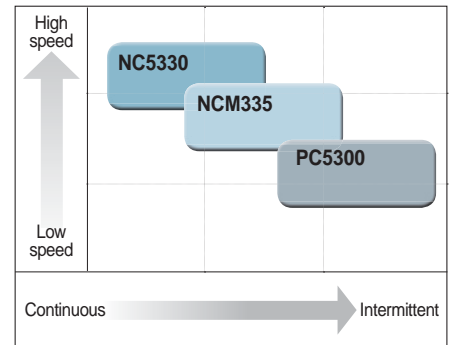 High
speed
NC5330
NCM335
PC5300
Low
speed
Continuous
Intermittent